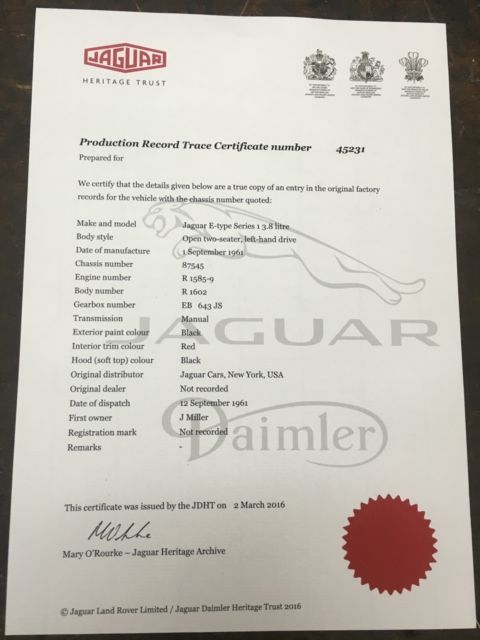 JAGUAR
HERITAGE TRUST
Production Record Trace Certificate number 45231
Prepared for
We certify that the details given below are a true copy of an entry in the original factory
records for the vehicle with the chassis number quoted:
Make and model Jaguar E-type Series 1 3.8 litre
Body style Open two-seater, left-hand drive
Date of manufacture 1 September 1961
Chassis number 87545
Engine number R 1585-9
Body number R 1602
Gearbox number EB 643 JS
Transmission Manual
Exterior paint colour Black
Interior trim colour Red
Hood (soft top) colour Black
Original distributor Jaguar Cars, New York, USA
Original dealer Not recorded
Date of dispatch 12 September 1961
First owner J Miller
Registration mark Not recorded
Remarks -
JAGUAR
Daimler
This certificate was issued by the JDHT on 2 March 2016
Mary O'Rourke – Jaguar Heritage Archive
© Jaguar Land Rover Limited / Jaguar Daimler Heritage Trust 2016